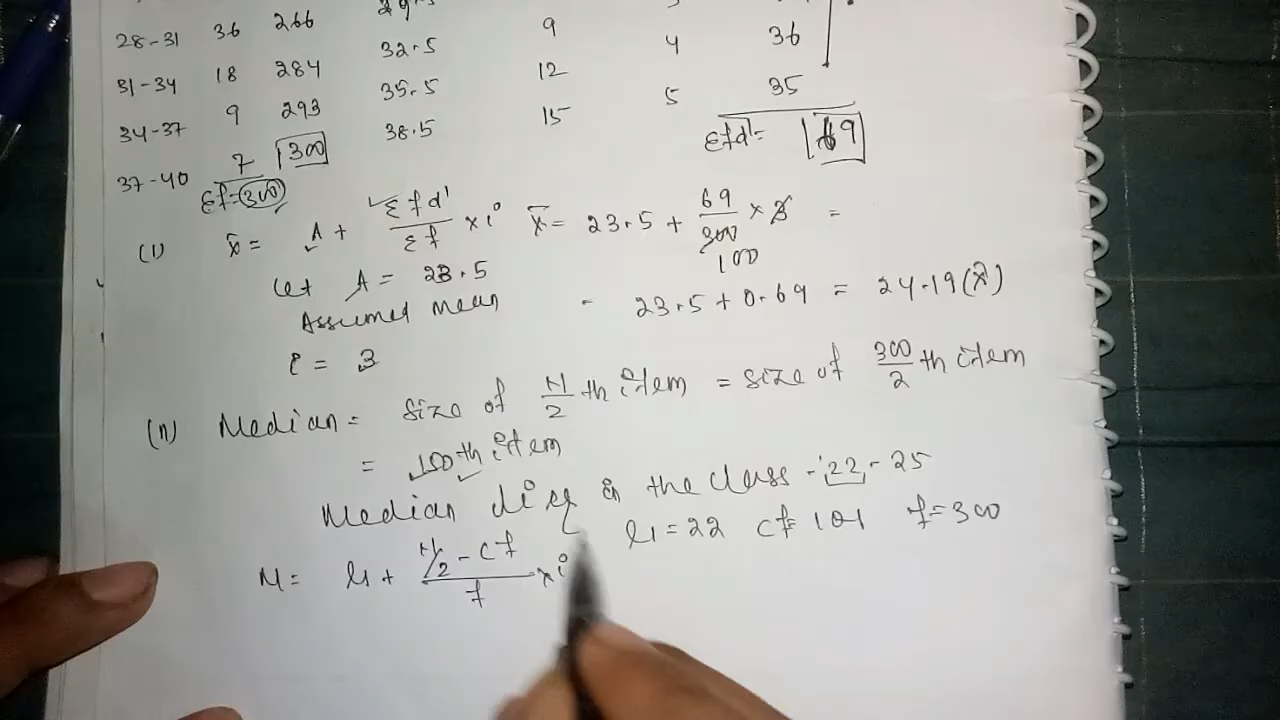 28-31 36 266 29.5
31-34 18 284 32.5 9 4 36
34-37 9 293 35.5 12 5 35
37-40 7 300 38.5 15 Σfd'= 69
Σf=300
(I) x̄= A + Σfd'/Σf × i x̄= 23.5 + 69/300 × 3 =
100
Let A = 23.5
Assumed mean - 23.5 + 0.69 = 24.19 (x̄)
i = 3
(II) Median = Size of N/2 th item = Size of 300/2 th item
= 150th item
Median lies in the class - 22 - 25
l1 = 22 cf= 101 f=300
M = l1 + N/2 - cf/f × i